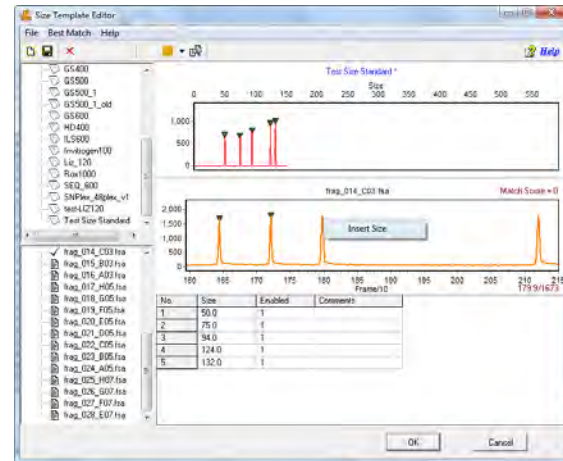 Size Template Editor
File Best Match Help
Help
GS400
GS500
GS500_1
GS500_1_old
GS600
HD400
ILS600
Invitrogen100
Liz_120
Rox1000
SEQ_600
SNPlex_48plex_v1
test-LIZ120
Test Size Standard
Test Size Standard *
Size
0 50 100 150 200 250 300 350 400 450 500 550
1,000
500
0
frag_014_C03.fsa
Match Score = 0
2,000
1,500
1,000
500
0
Insert Size
160 165 170 175 180 185 190 195 200 205 210 215
Frame/10
179.9/1673
frag_014_C03.fsa
frag_015_B03.fsa
frag_016_A03.fsa
frag_017_H05.fsa
frag_018_G05.fsa
frag_019_F05.fsa
frag_020_E05.fsa
frag_021_D05.fsa
frag_022_C05.fsa
frag_023_B05.fsa
frag_024_A05.fsa
frag_025_H07.fsa
frag_026_G07.fsa
frag_027_F07.fsa
frag_028_E07.fsa
No. Size Enabled Comments
1 50.0 1
2 75.0 1
3 94.0 1
4 124.0 1
5 132.0 1
OK Cancel